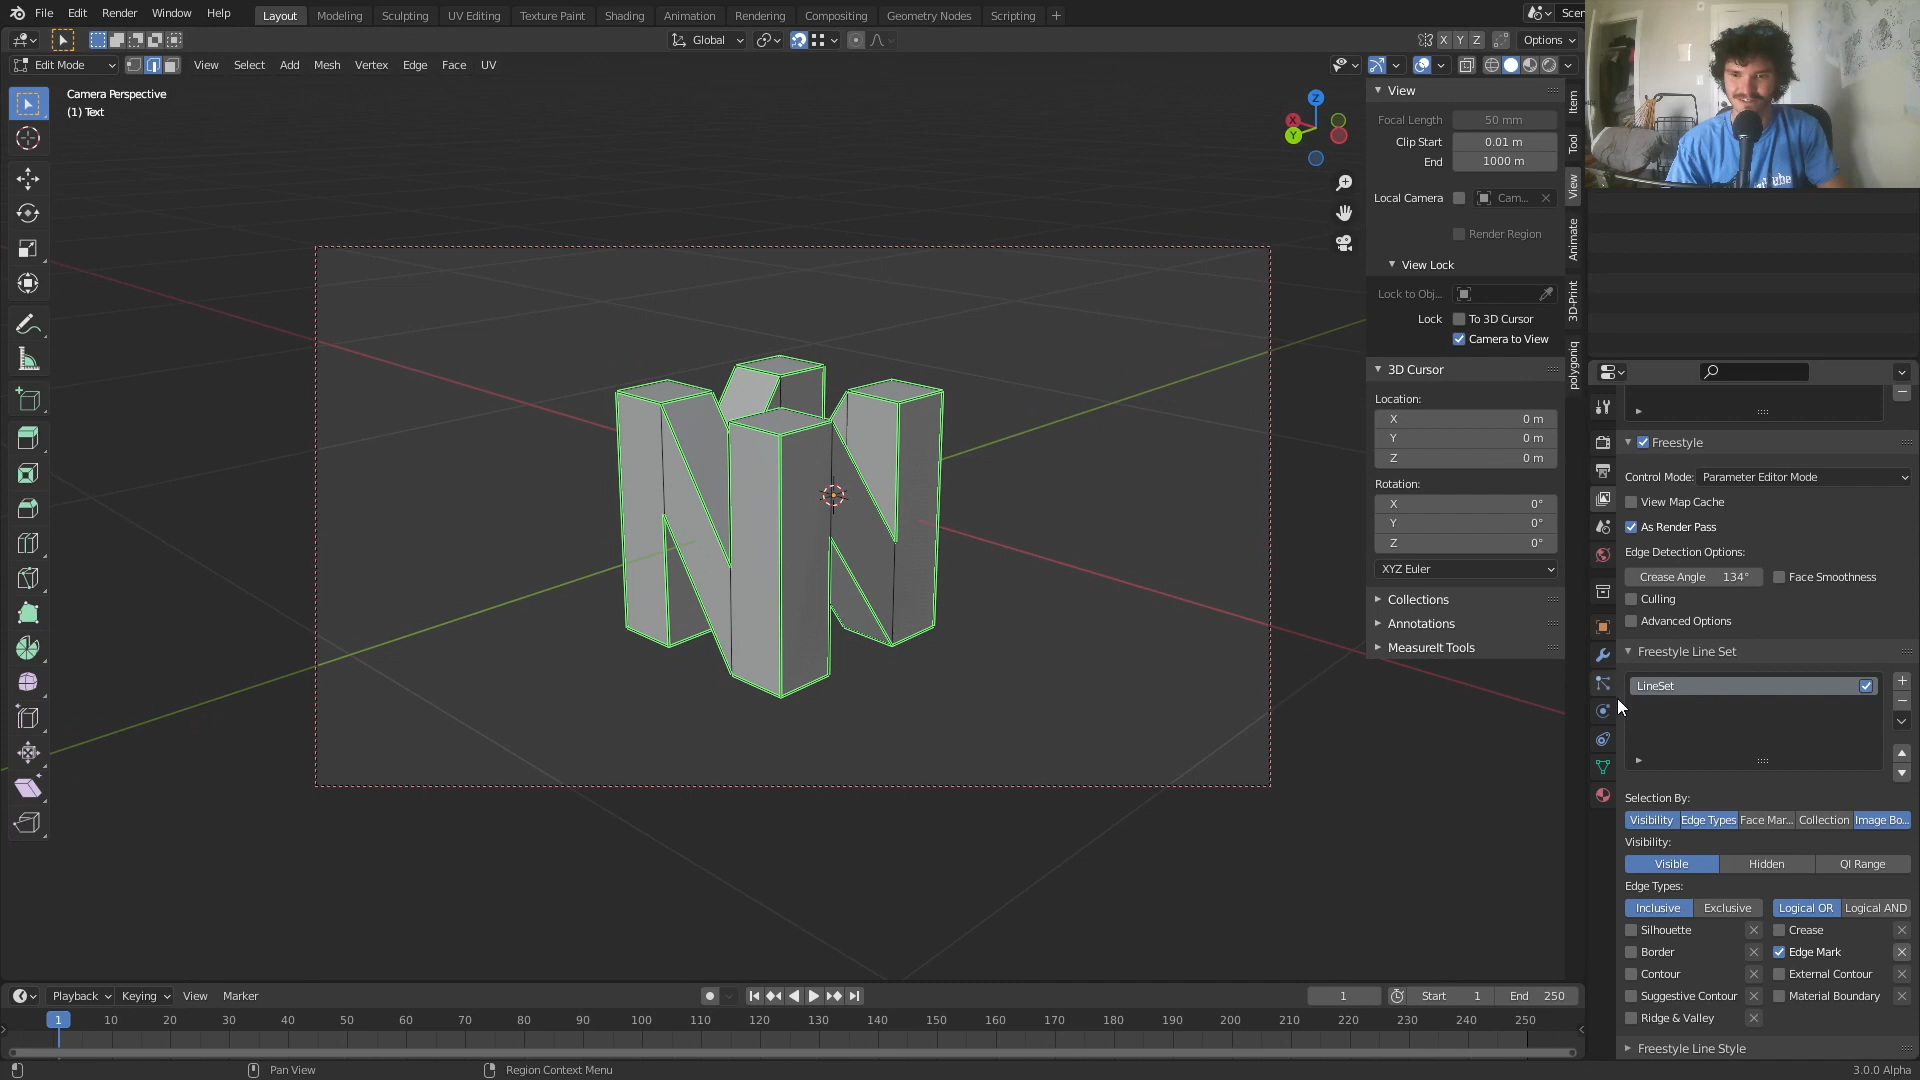 File Edit Render Window Help Layout Modeling Sculpting UV Editing Texture Paint Shading Animation Rendering Compositing Geometry Nodes Scripting + Scen
Global X Y Z Options
Edit Mode View Select Add Mesh Vertex Edge Face UV
Camera Perspective
(1) Text
Z
X
Y
View
Focal Length 50 mm
Clip Start 0.01 m
End 1000 m
Local Camera Cam...
Render Region
View Lock
Lock to Obj...
Lock To 3D Cursor
Camera to View
3D Cursor
Location:
X 0 m
Y 0 m
Z 0 m
Rotation:
X 0°
Y 0°
Z 0°
XYZ Euler
Collections
Annotations
MeasureIt Tools
Item
Tool
View
Animate
3D-Print
polygoniq
Freestyle
Control Mode: Parameter Editor Mode
View Map Cache
As Render Pass
Edge Detection Options:
Crease Angle 134° Face Smoothness
Culling
Advanced Options
Freestyle Line Set
LineSet
Selection By:
Visibility Edge Types Face Mar... Collection Image Bo...
Visibility:
Visible Hidden QI Range
Edge Types:
Inclusive Exclusive Logical OR Logical AND
Silhouette Crease
Border Edge Mark
Contour External Contour
Suggestive Contour Material Boundary
Ridge & Valley
Freestyle Line Style
Playback Keying View Marker 1 Start 1 End 250
1 10 20 30 40 50 60 70 80 90 100 110 120 130 140 150 160 170 180 190 200 210 220 230 240 250
Pan View Region Context Menu 3.0.0 Alpha